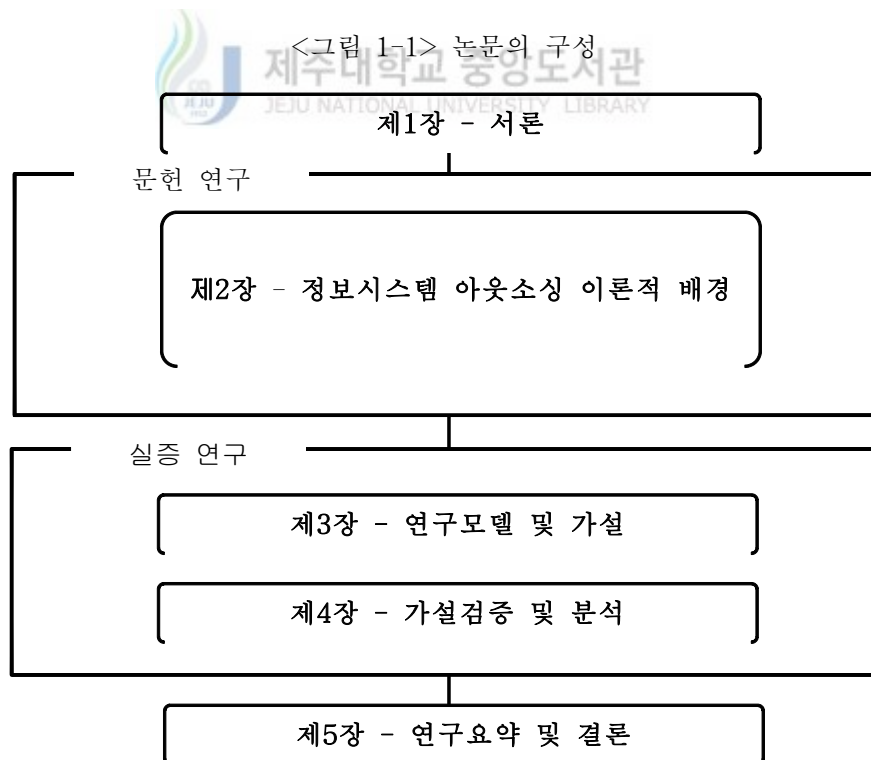 <그림 1-1> 논문의 구성
제주대학교 중앙도서관
JEJU NATIONAL UNIVERSITY LIBRARY
JEJU
1952
제1장 - 서론
문헌 연구
제2장 - 정보시스템 아웃소싱 이론적 배경
실증 연구
제3장 - 연구모델 및 가설
제4장 - 가설검증 및 분석
제5장 - 연구요약 및 결론